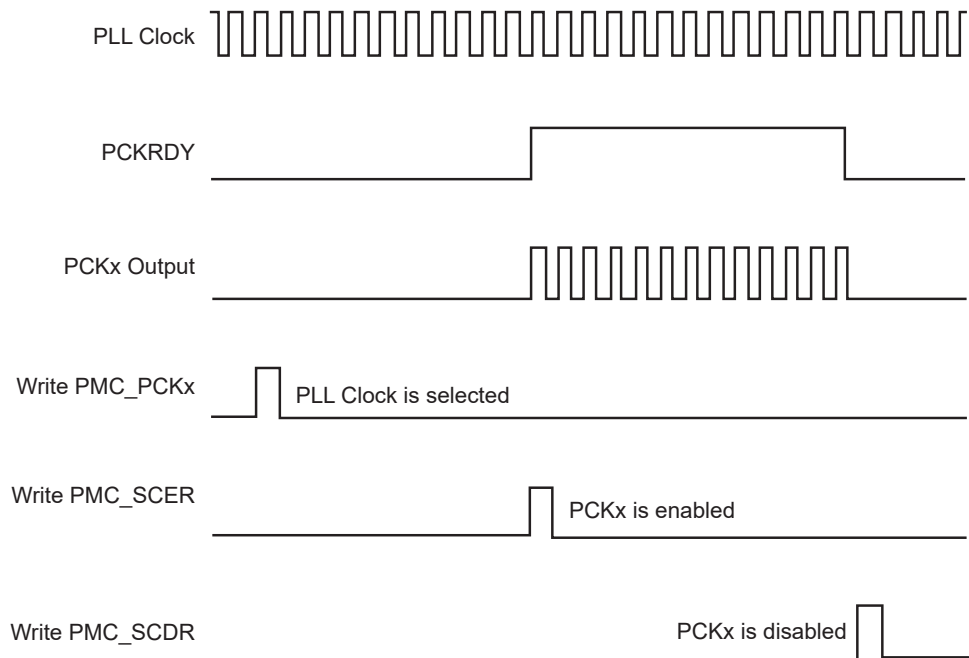 PLL Clock
PCKRDY
PCKx Output
Write PMC_PCKx
PLL Clock is selected
Write PMC_SCER
PCKx is enabled
Write PMC_SCDR
PCKx is disabled